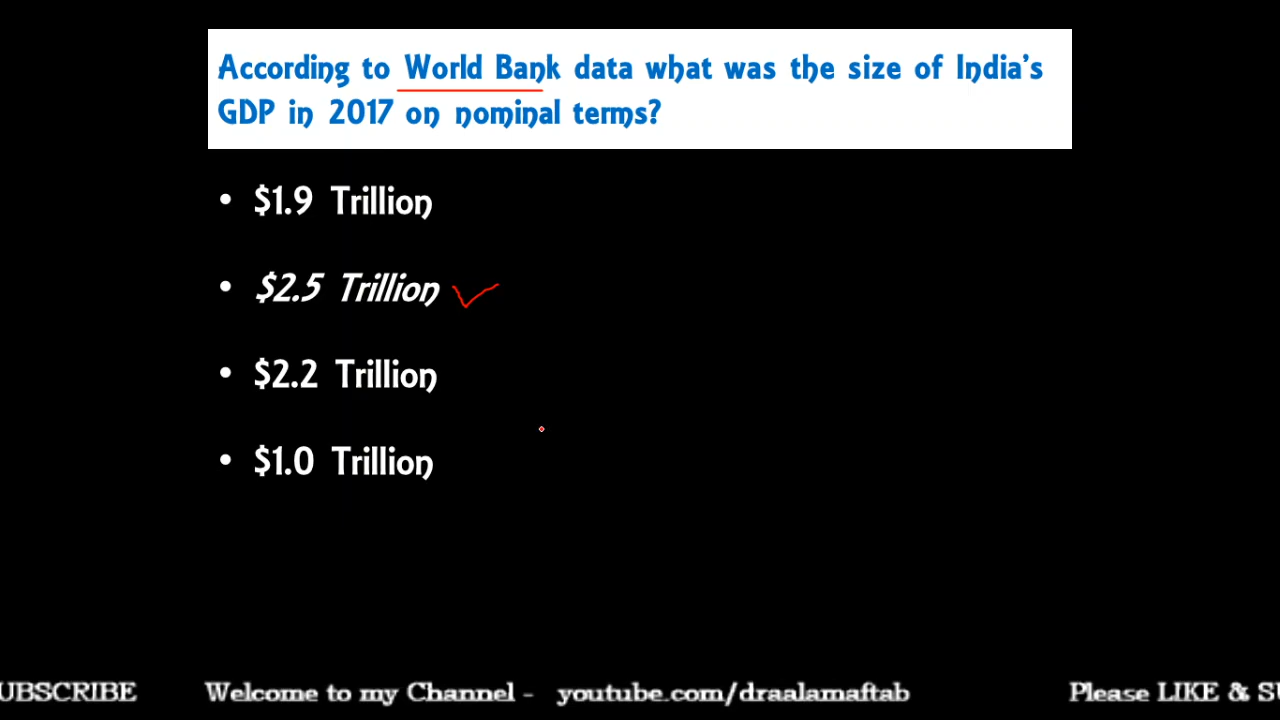 According to World Bank data what was the size of India's
GDP in 2017 on nominal terms?
• $1.9 Trillion
• $2.5 Trillion
• $2.2 Trillion
• $1.0 Trillion
UBSCRIBE Welcome to my Channel - youtube.com/draalamaftab Please LIKE & SU